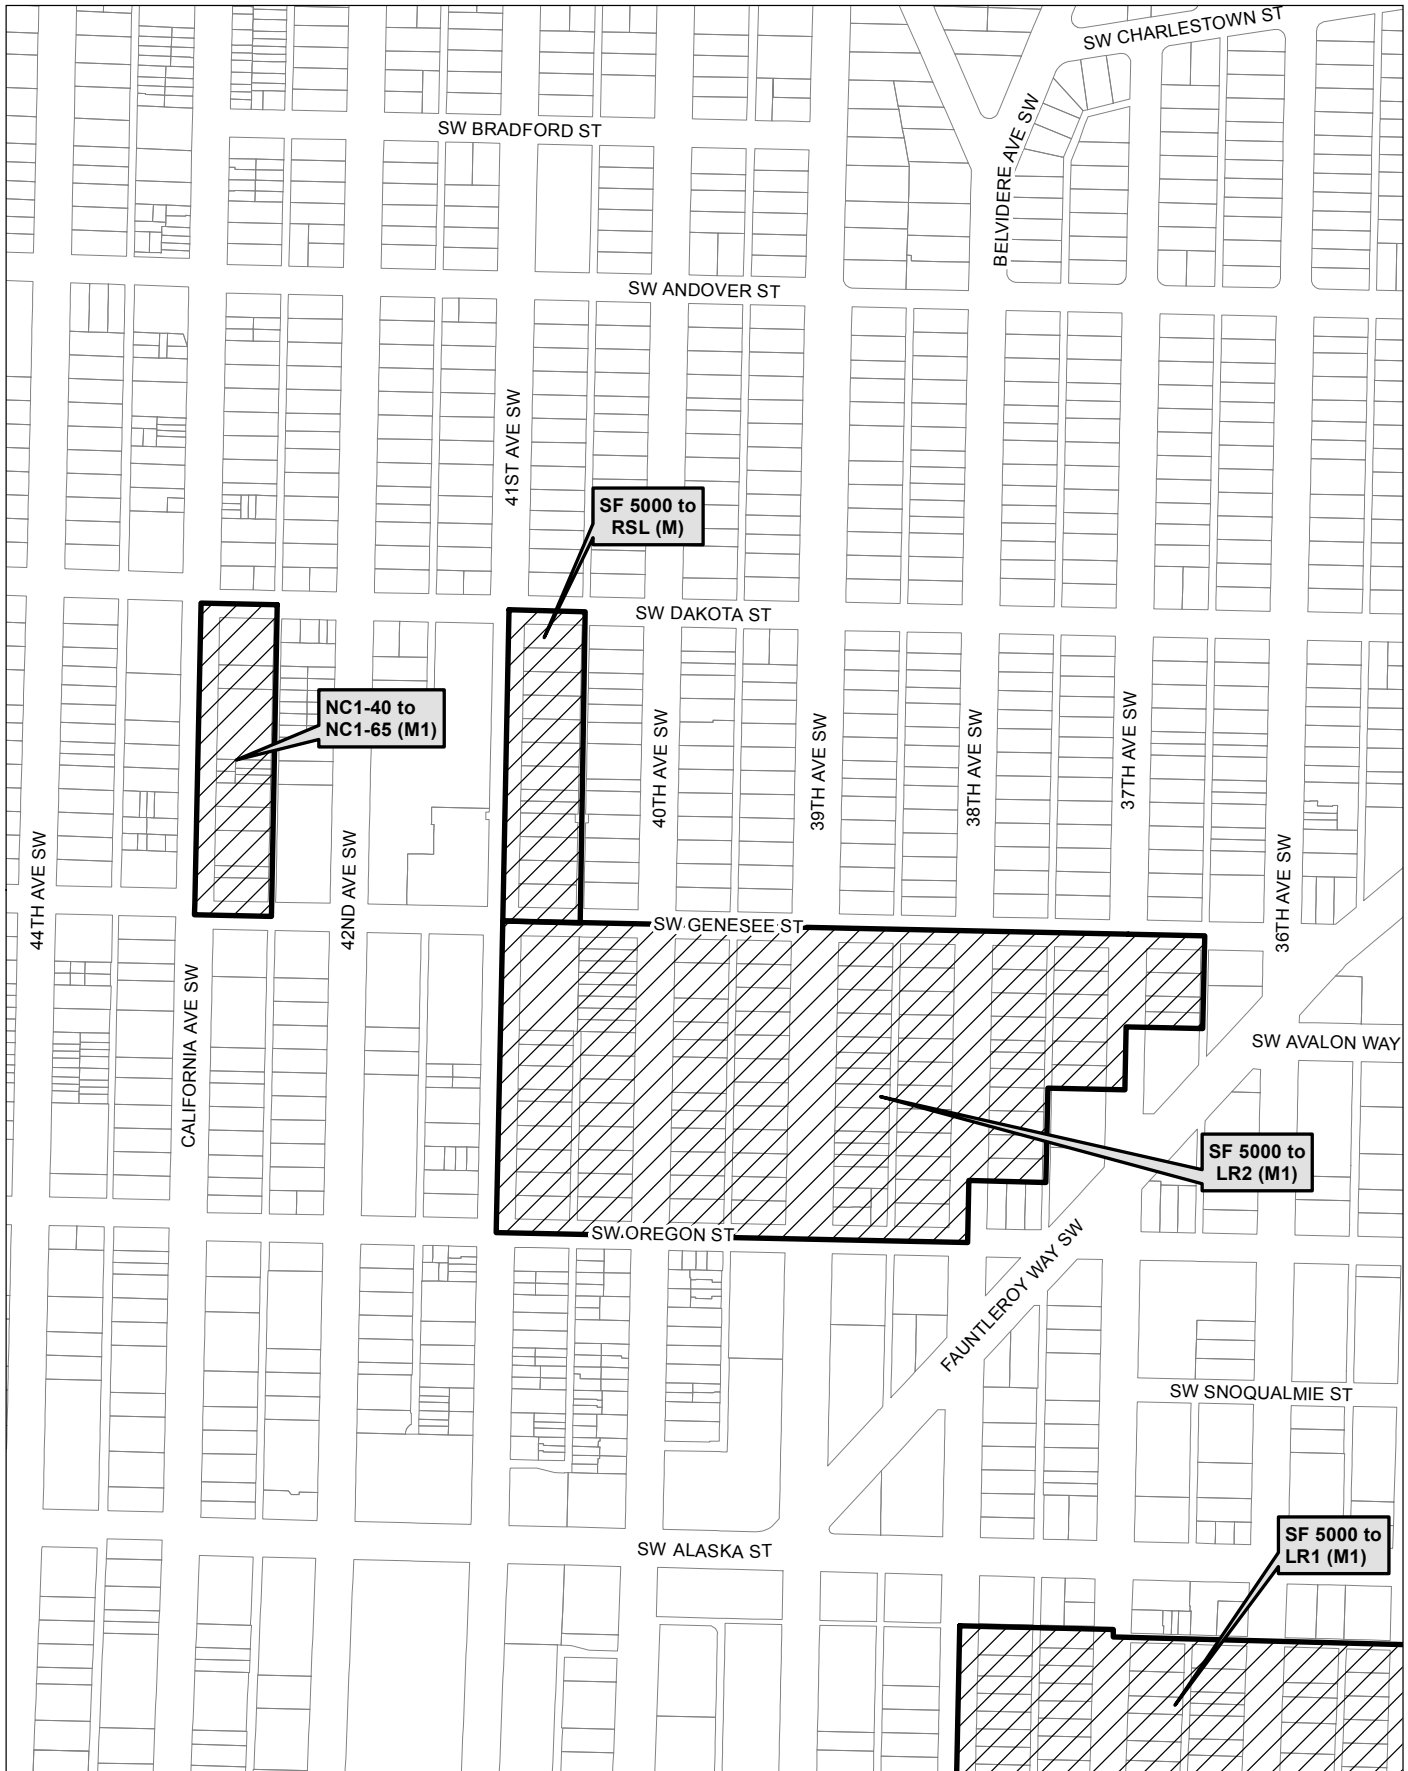 SW CHARLESTOWN ST
SW BRADFORD ST
BELVIDERE AVE SW
SW ANDOVER ST
41ST AVE SW
SF 5000 to
RSL (M)
SW DAKOTA ST
NC1-40 to
NC1-65 (M1)
40TH AVE SW
39TH AVE SW
38TH AVE SW
37TH AVE SW
44TH AVE SW
42ND AVE SW
36TH AVE SW
SW GENESEE ST
CALIFORNIA AVE SW
SW AVALON WAY
SF 5000 to
LR2 (M1)
SW OREGON ST
FAUNTLEROY WAY SW
SW SNOQUALMIE ST
SW ALASKA ST
SF 5000 to
LR1 (M1)